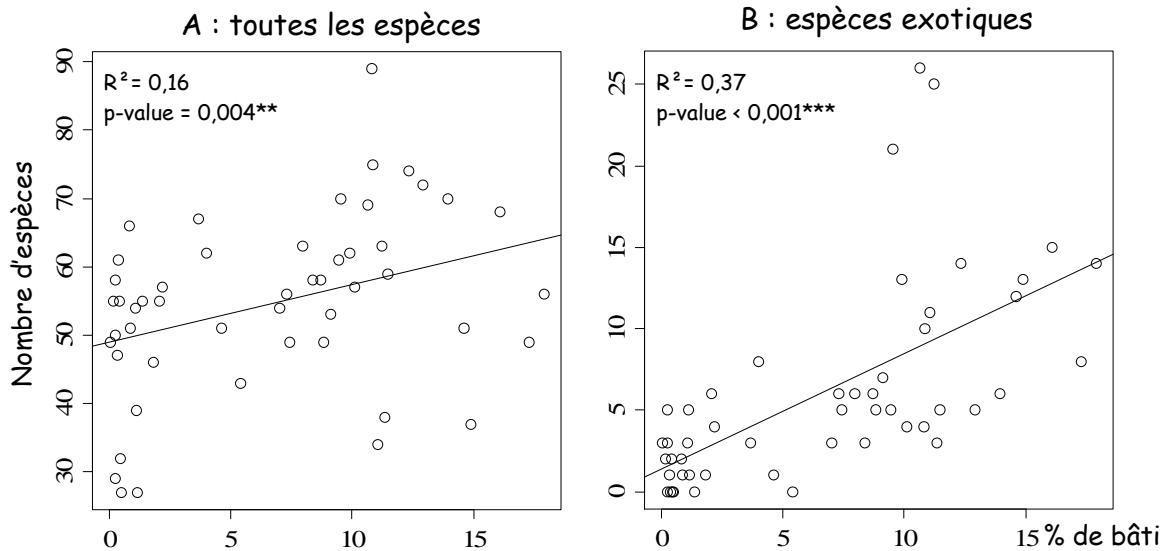 A : toutes les espèces
R²= 0,16
p-value = 0,004**
Nombre d'espèces
90
80
70
60
50
40
30
0 5 10 15
B : espèces exotiques
R²= 0,37
p-value < 0,001***
25
20
15
10
5
0
0 5 10 15 % de bâti